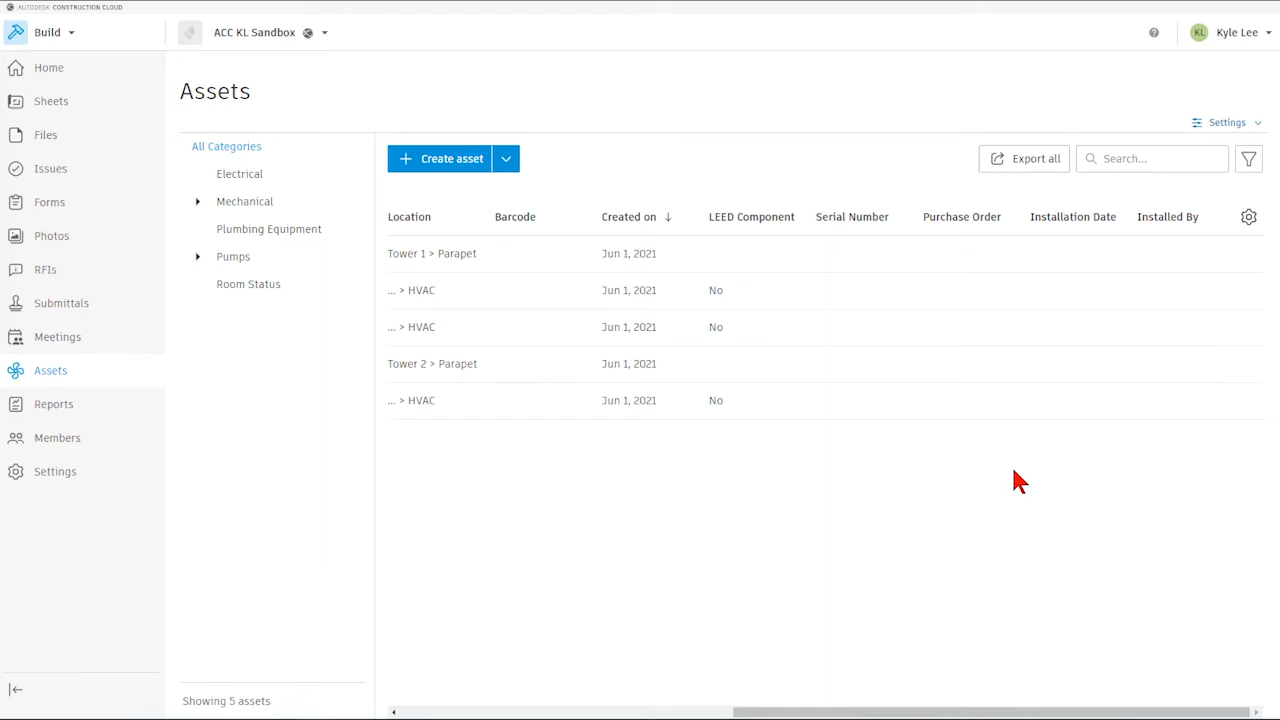 AUTODESK CONSTRUCTION CLOUD
Build
ACC KL Sandbox
KL
Kyle Lee
Home
Sheets
Files
Issues
Forms
Photos
RFIs
Submittals
Meetings
Assets
Reports
Members
Settings
Assets
Settings
All Categories
Electrical
Mechanical
Plumbing Equipment
Pumps
Room Status
Showing 5 assets
Create asset
Export all
Search...
Location Barcode Created on LEED Component Serial Number Purchase Order Installation Date Installed By
Tower 1 > Parapet Jun 1, 2021
... > HVAC Jun 1, 2021 No
... > HVAC Jun 1, 2021 No
Tower 2 > Parapet Jun 1, 2021
... > HVAC Jun 1, 2021 No